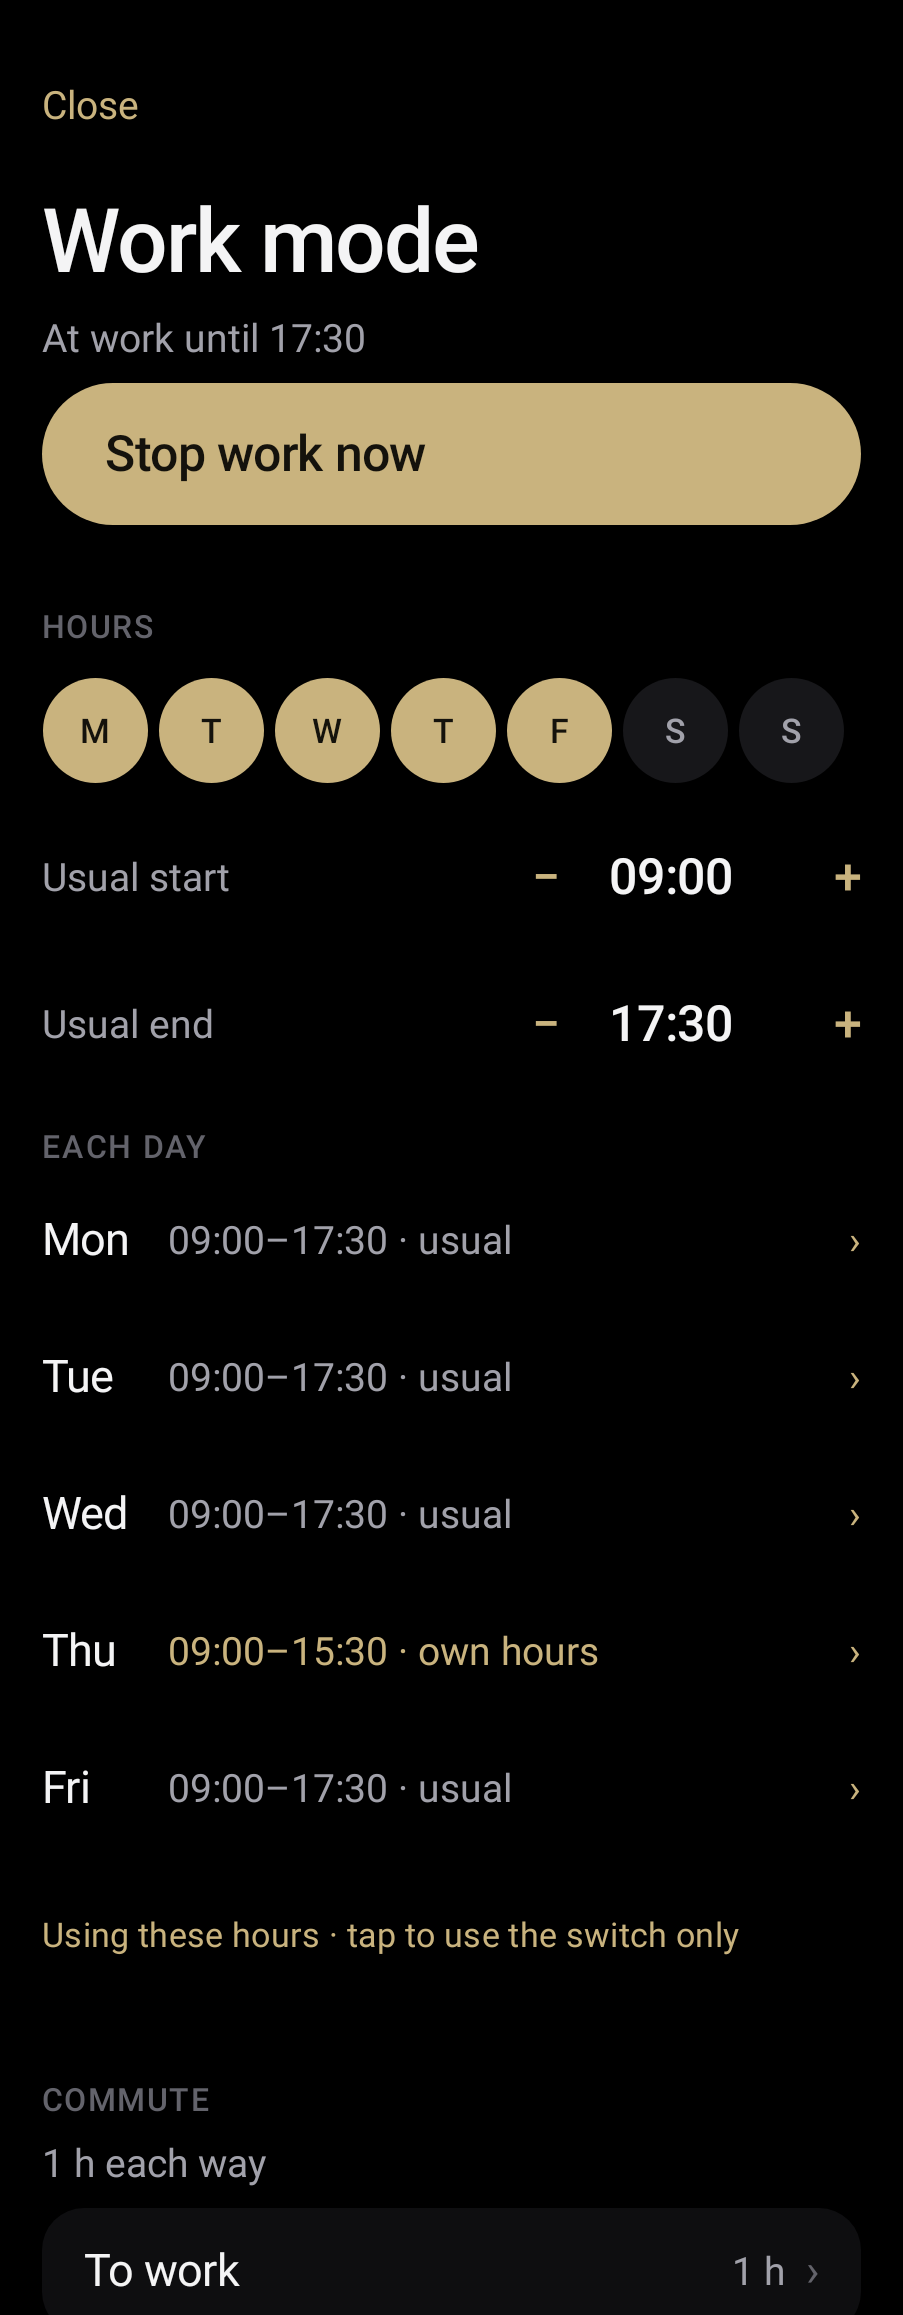 Close
Work mode
At work until 17:30
Stop work now
HOURS
M T W T F S S
Usual start − 09:00 +
Usual end − 17:30 +
EACH DAY
Mon 09:00–17:30 · usual ›
Tue 09:00–17:30 · usual ›
Wed 09:00–17:30 · usual ›
Thu 09:00–15:30 · own hours ›
Fri 09:00–17:30 · usual ›
Using these hours · tap to use the switch only
COMMUTE
1 h each way
To work 1 h ›